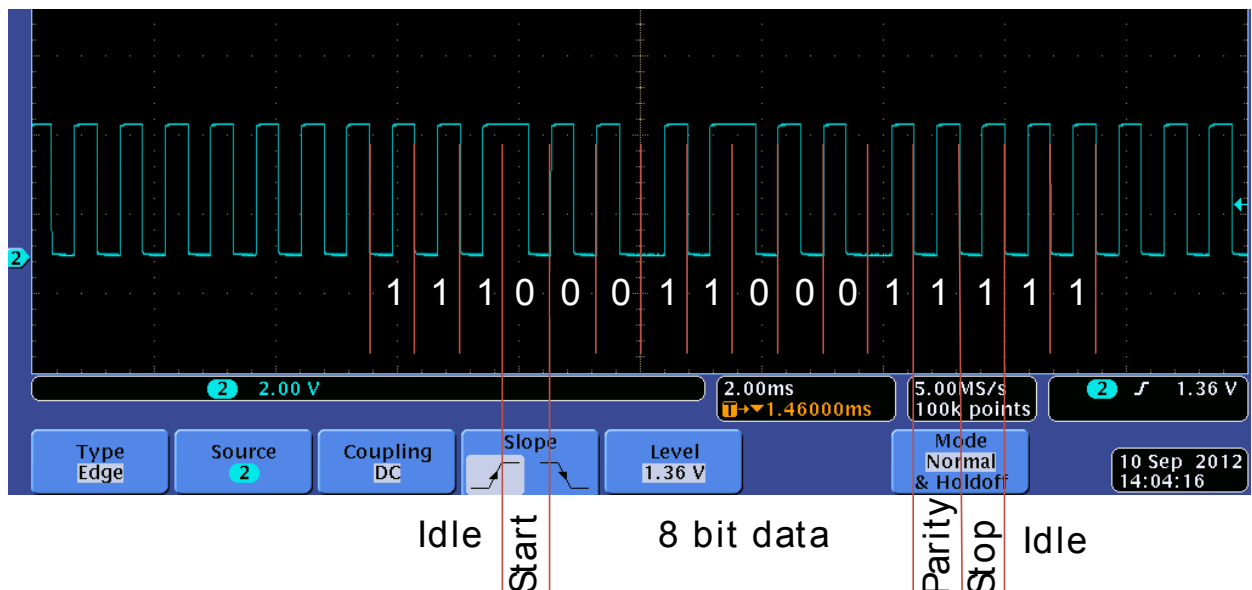 2
1 1 1 0 0 0 1 1 0 0 0 1 1 1 1 1
2 2.00 V
2.00ms
T→▼1.46000ms
5.00MS/s
100k points
2 1.36 V
Type
Edge
Source
2
Coupling
DC
Slope
Level
1.36 V
Mode
Normal
& Holdoff
10 Sep 2012
14:04:16
Idle
Start
8 bit data
Parity
Stop
Idle